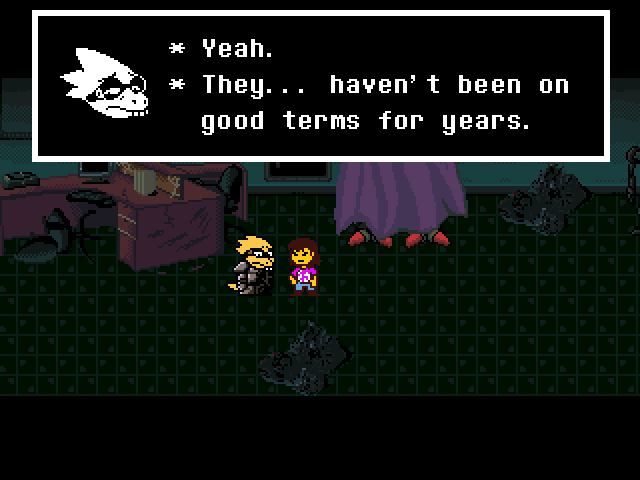 * Yeah.
* They... haven't been on
good terms for years.